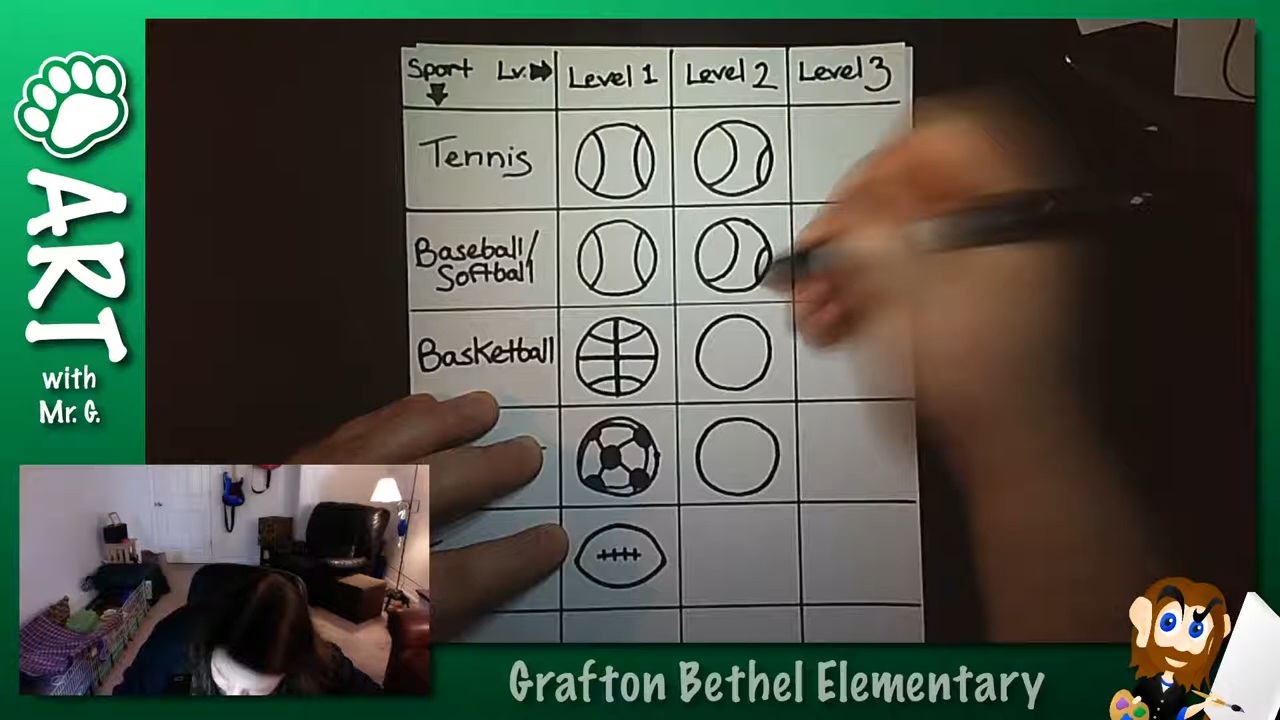 ART
with
Mr. G.
Sport Lv.
Level 1
Level 2
Level 3
Tennis
Baseball/
Softball
Basketball
Grafton Bethel Elementary